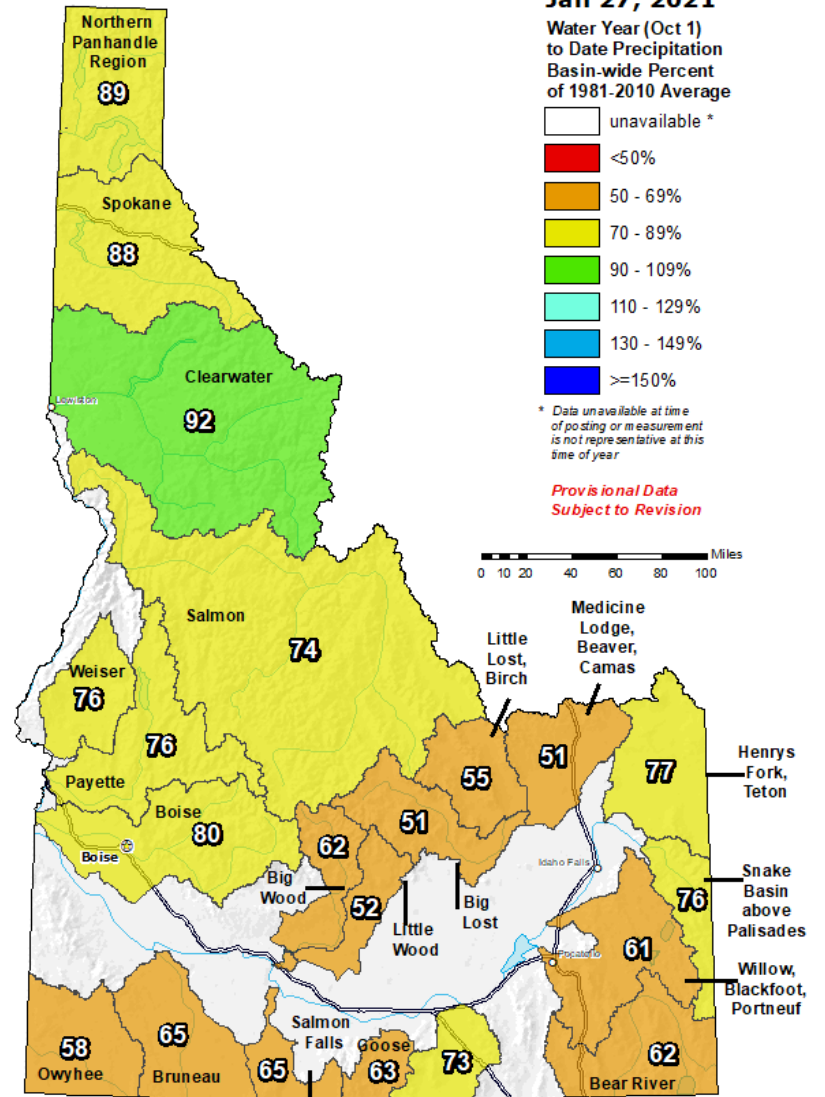 Jan 27, 2021
Water Year (Oct 1)
to Date Precipitation
Basin-wide Percent
of 1981-2010 Average
unavailable *
<50%
50 - 69%
70 - 89%
90 - 109%
110 - 129%
130 - 149%
>=150%
* Data unavailable at time
of posting or measurement
is not representative at this
time of year
Provisional Data
Subject to Revision
Miles
0 10 20 40 60 80 100
Northern
Panhandle
Region
89
Spokane
88
Clearwater
92
Lewiston
Salmon
74
Weiser
76
76
Payette
Boise
80
Boise
Little
Lost,
Birch
55
Medicine
Lodge,
Beaver,
Camas
51
77
Henrys
Fork,
Teton
51
62
Big
Wood
52
Little
Wood
Big
Lost
Idaho Falls
76
Snake
Basin
above
Palisades
61
Pocatello
Willow,
Blackfoot,
Portneuf
58
Owyhee
65
Bruneau
Salmon
Falls
65
Goose
63
73
62
Bear River